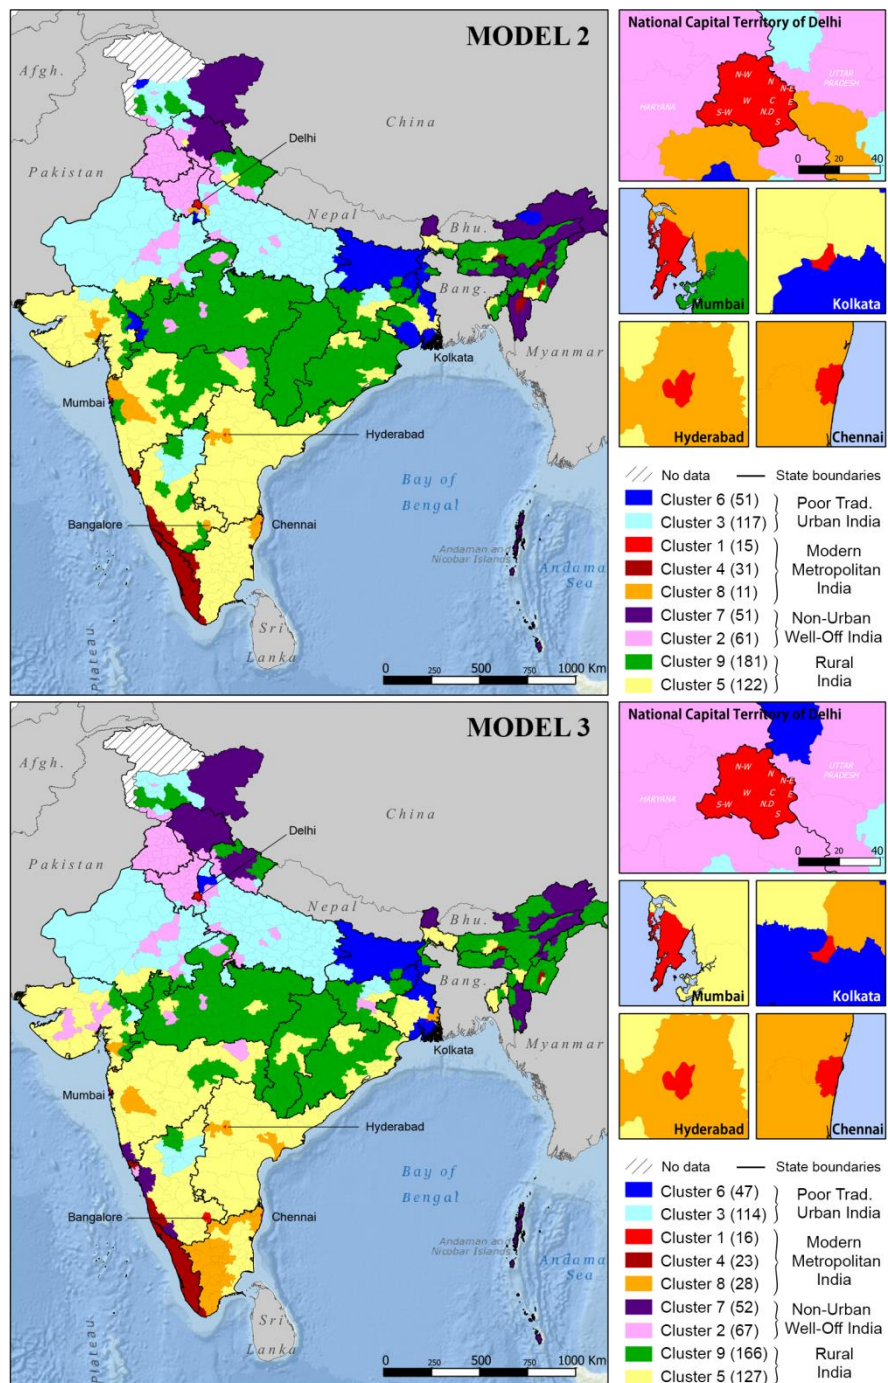 MODEL 2
Afgh.
China
Delhi
Pakistan
Nepal
Bhu.
Bang.
Myanmar
Kolkata
Mumbai
Hyderabad
Bay of
Bengal
Bangalore
Chennai
Andaman and
Nicobar Islands
Andaman
Sea
Sri
Lanka
Plateau
0 250 500 750 1000 Km
National Capital Territory of Delhi
N-W
N
N-E
UTTAR
PRADESH
HARYANA
W
C
E
S-W
N.D
S
0 20 40
Mumbai
Kolkata
Hyderabad
Chennai
No data State boundaries
Cluster 6 (51)
Cluster 3 (117)
Poor Trad.
Urban India
Cluster 1 (15)
Cluster 4 (31)
Cluster 8 (11)
Modern
Metropolitan
India
Cluster 7 (51)
Cluster 2 (61)
Non-Urban
Well-Off India
Cluster 9 (181)
Cluster 5 (122)
Rural
India
MODEL 3
Afgh.
China
Delhi
Pakistan
Nepal
Bhu.
Bang.
Myanmar
Kolkata
Mumbai
Hyderabad
Bay of
Bengal
Bangalore
Chennai
Andaman and
Nicobar Islands
Andama
Sea
Sri
Lanka
Plateau
0 250 500 750 1000 Km
National Capital Territory of Delhi
N-W
N
N-E
UTTAR
PRADESH
HARYANA
W
C
E
S-W
N.D
S
0 20 40
Mumbai
Kolkata
Hyderabad
Chennai
No data State boundaries
Cluster 6 (47)
Cluster 3 (114)
Poor Trad.
Urban India
Cluster 1 (16)
Cluster 4 (23)
Cluster 8 (28)
Modern
Metropolitan
India
Cluster 7 (52)
Cluster 2 (67)
Non-Urban
Well-Off India
Cluster 9 (166)
Cluster 5 (127)
Rural
India